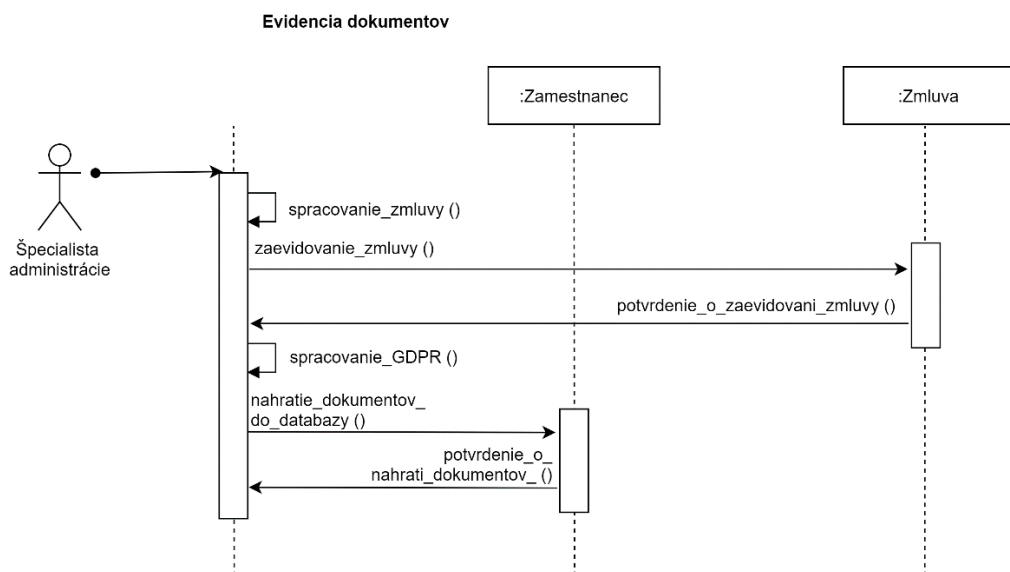 Evidencia dokumentov
:Zamestnanec
:Zmluva
Špecialista
administrácie
spracovanie_zmluvy ()
zaevidovanie_zmluvy ()
potvrdenie_o_zaevidovani_zmluvy ()
spracovanie_GDPR ()
nahratie_dokumentov_
do_databazy ()
potvrdenie_o_
nahrati_dokumentov_ ()